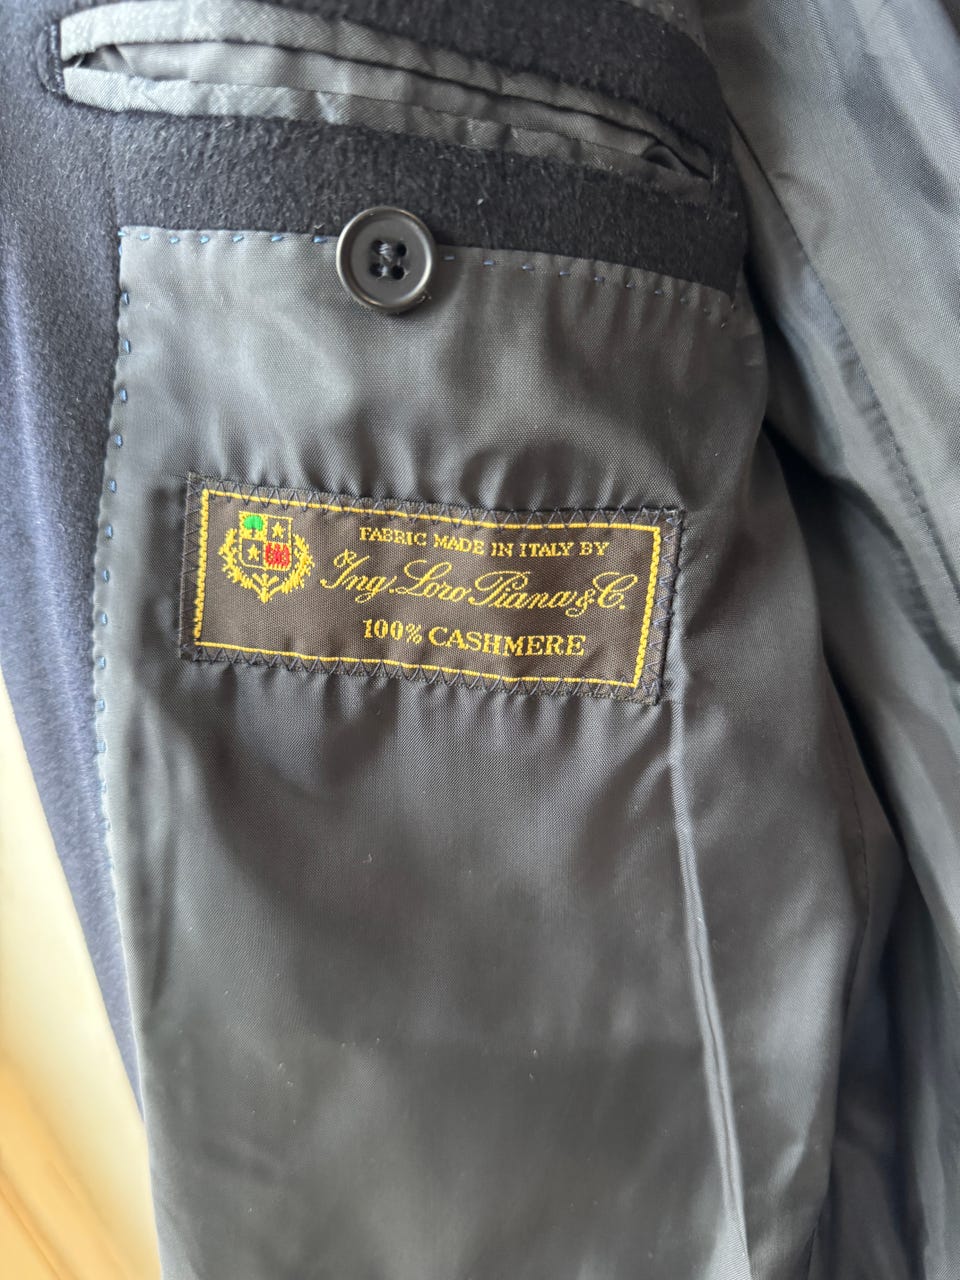 FABRIC MADE IN ITALY BY
Ing. Loro Piana & C.
100% CASHMERE